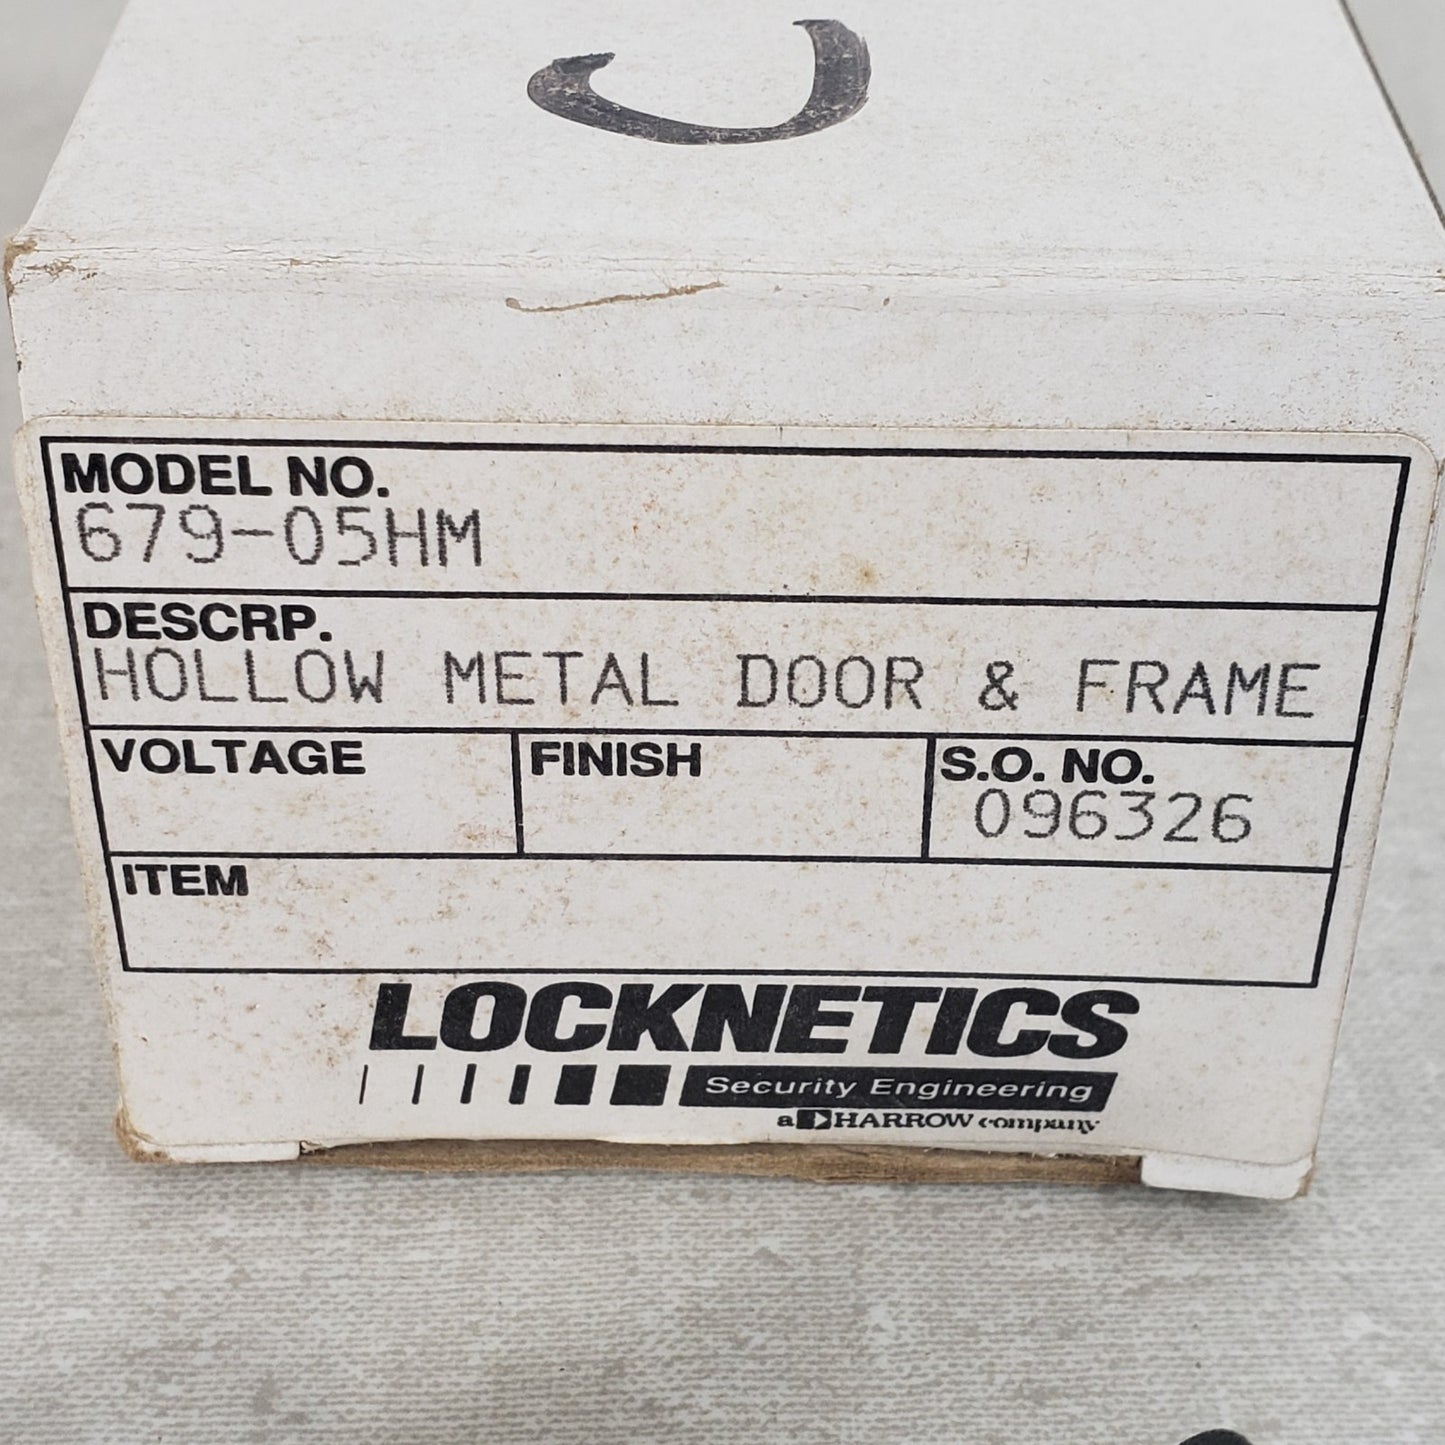 MODEL NO.
679-05HM
DESCRP.
HOLLOW METAL DOOR & FRAME
VOLTAGE
FINISH
S.O. NO.
096326
ITEM
LOCKNETICS
Security Engineering
a HARROW company